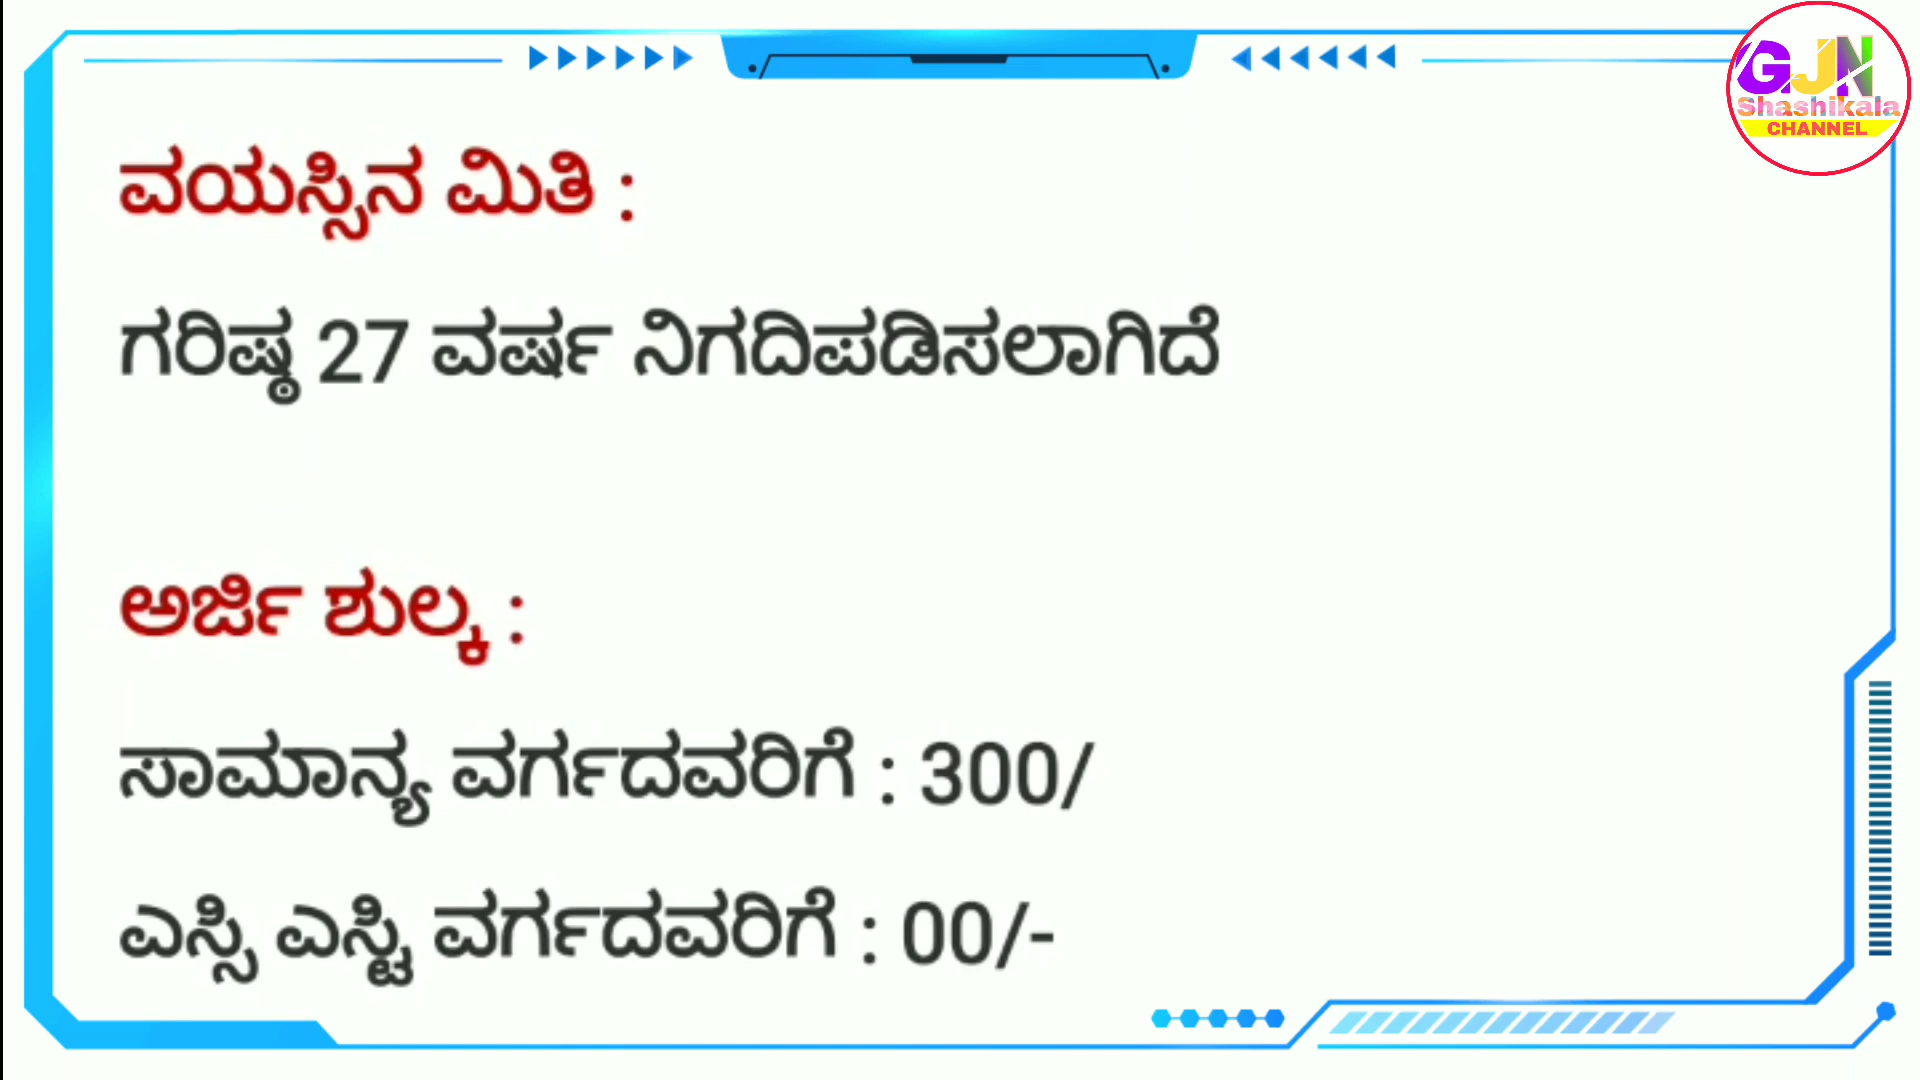 GJN
Shashikala
CHANNEL
ವಯಸ್ಸಿನ ಮಿತಿ :
ಗರಿಷ್ಠ 27 ವರ್ಷ ನಿಗದಿಪಡಿಸಲಾಗಿದೆ
ಅರ್ಜಿ ಶುಲ್ಕ :
ಸಾಮಾನ್ಯ ವರ್ಗದವರಿಗೆ : 300/
ಎಸ್ಸಿ ಎಸ್ಟಿ ವರ್ಗದವರಿಗೆ : 00/-